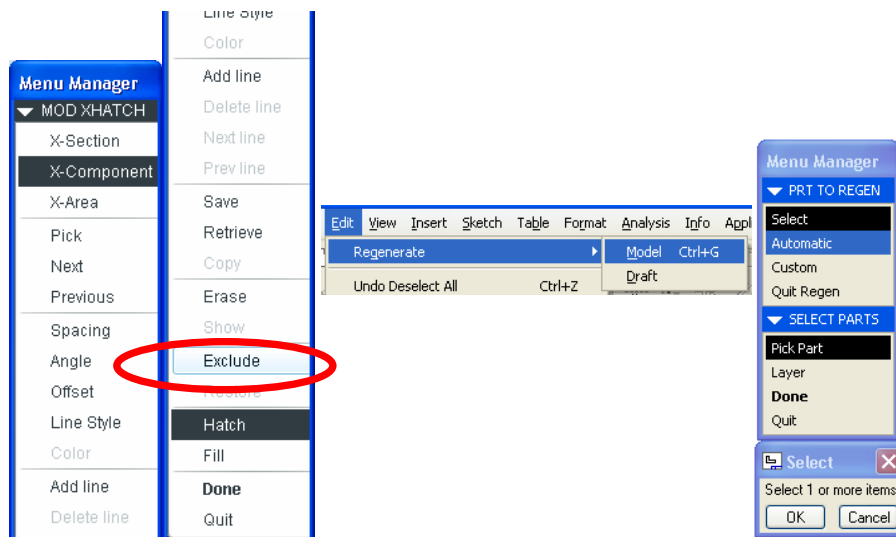 Menu Manager
MOD XHATCH
X-Section
X-Component
X-Area
Pick
Next
Previous
Spacing
Angle
Offset
Line Style
Color
Add line
Delete line
Line Style
Color
Add line
Delete line
Next line
Prev line
Save
Retrieve
Copy
Erase
Show
Exclude
Restore
Hatch
Fill
Done
Quit
Edit View Insert Sketch Table Format Analysis Info Appl
Regenerate
Undo Deselect All Ctrl+Z
Model Ctrl+G
Draft
Menu Manager
PRT TO REGEN
Select
Automatic
Custom
Quit Regen
SELECT PARTS
Pick Part
Layer
Done
Quit
Select
Select 1 or more items
OK Cancel